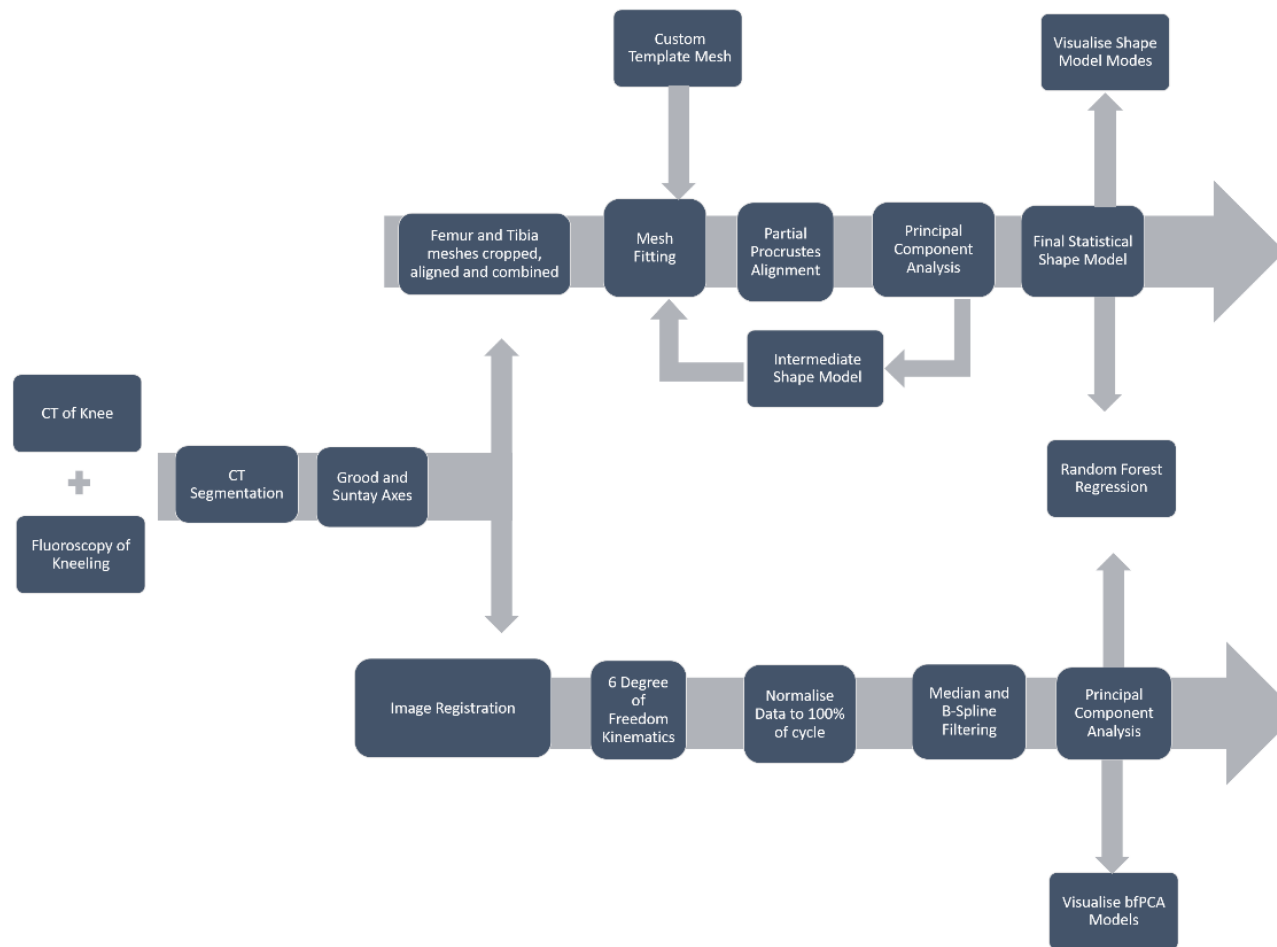 Custom
Template Mesh
Visualise Shape
Model Modes
Femur and Tibia
meshes cropped,
aligned and combined
Mesh
Fitting
Partial
Procrustes
Alignment
Principal
Component
Analysis
Final Statistical
Shape Model
Intermediate
Shape Model
CT of Knee
+
Fluoroscopy of
Kneeling
CT
Segmentation
Grood and
Suntay Axes
Random Forest
Regression
Image Registration
6 Degree
of
Freedom
Kinematics
Normalise
Data to 100%
of cycle
Median and
B-Spline
Filtering
Principal
Component
Analysis
Visualise bfPCA
Models